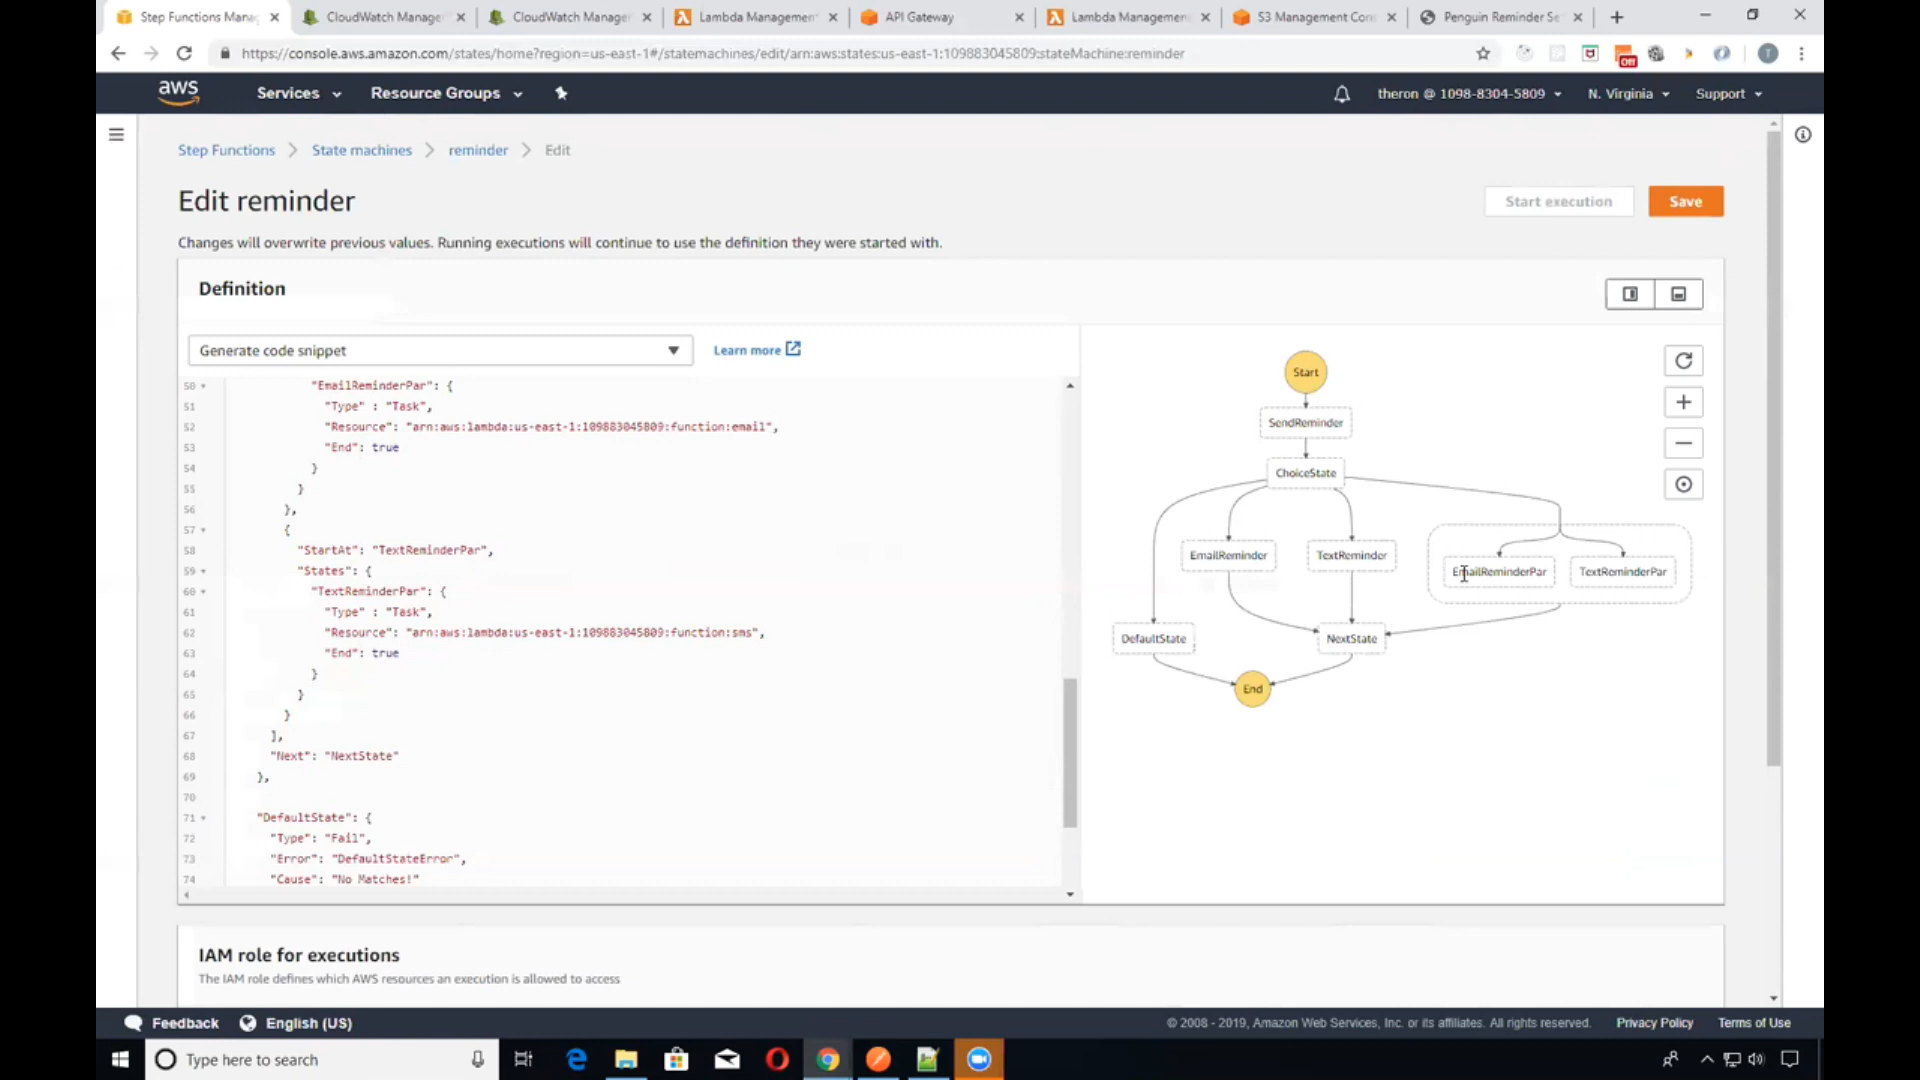 Step Functions Mana
CloudWatch Manage
CloudWatch Manage
Lambda Management
API Gateway
Lambda Management
S3 Management Con
Penguin Reminder Se
https://console.aws.amazon.com/states/home?region=us-east-1#/statemachines/edit/arn:aws:states:us-east-1:109883045809:stateMachine:reminder
Off
T
aws
Services
Resource Groups
theron @ 1098-8304-5809
N. Virginia
Support
Step Functions
State machines
reminder
Edit
Edit reminder
Start execution
Save
Changes will overwrite previous values. Running executions will continue to use the definition they were started with.
Definition
Generate code snippet
Learn more
50 "EmailReminderPar": {
51 "Type" : "Task",
52 "Resource": "arn:aws:lambda:us-east-1:109883045809:function:email",
53 "End": true
54 }
55 }
56 },
57 {
58 "StartAt": "TextReminderPar",
59 "States": {
60 "TextReminderPar": {
61 "Type" : "Task",
62 "Resource": "arn:aws:lambda:us-east-1:109883045809:function:sms",
63 "End": true
64 }
65 }
66 }
67 ],
68 "Next": "NextState"
69 },
70
71 "DefaultState": {
72 "Type": "Fail",
73 "Error": "DefaultStateError",
74 "Cause": "No Matches!"
Start
SendReminder
ChoiceState
EmailReminder
TextReminder
EmailReminderPar
TextReminderPar
DefaultState
NextState
End
IAM role for executions
The IAM role defines which AWS resources an execution is allowed to access
Feedback
English (US)
© 2008 - 2019, Amazon Web Services, Inc. or its affiliates. All rights reserved.
Privacy Policy
Terms of Use
Type here to search